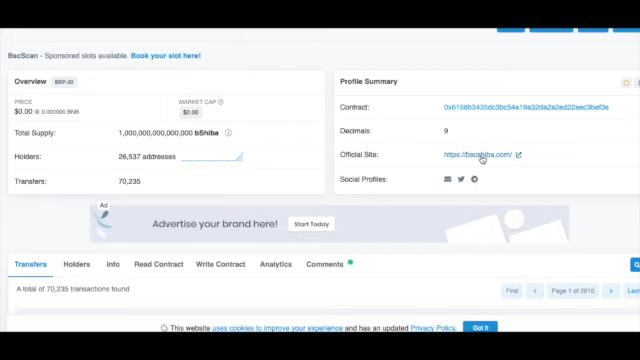 BscScan - Sponsored slots available. Book your slot here!
Overview BEP-20
PRICE
$0.00 @ 0.000000 BNB
MARKET CAP
$0.00
Total Supply: 1,000,000,000,000,000 bShiba
Holders: 26,537 addresses
Transfers: 70,235
Profile Summary
Contract: 0x6158b3435dc3bc54a19a32da2a2ed22aec3bef3e
Decimals: 9
Official Site: https://bscshiba.com/
Social Profiles:
Ad
Advertise your brand here! Start Today
Transfers Holders Info Read Contract Write Contract Analytics Comments
A total of 70,235 transactions found
First Page 1 of 2810 Last
This website uses cookies to improve your experience and has an updated Privacy Policy. Got it